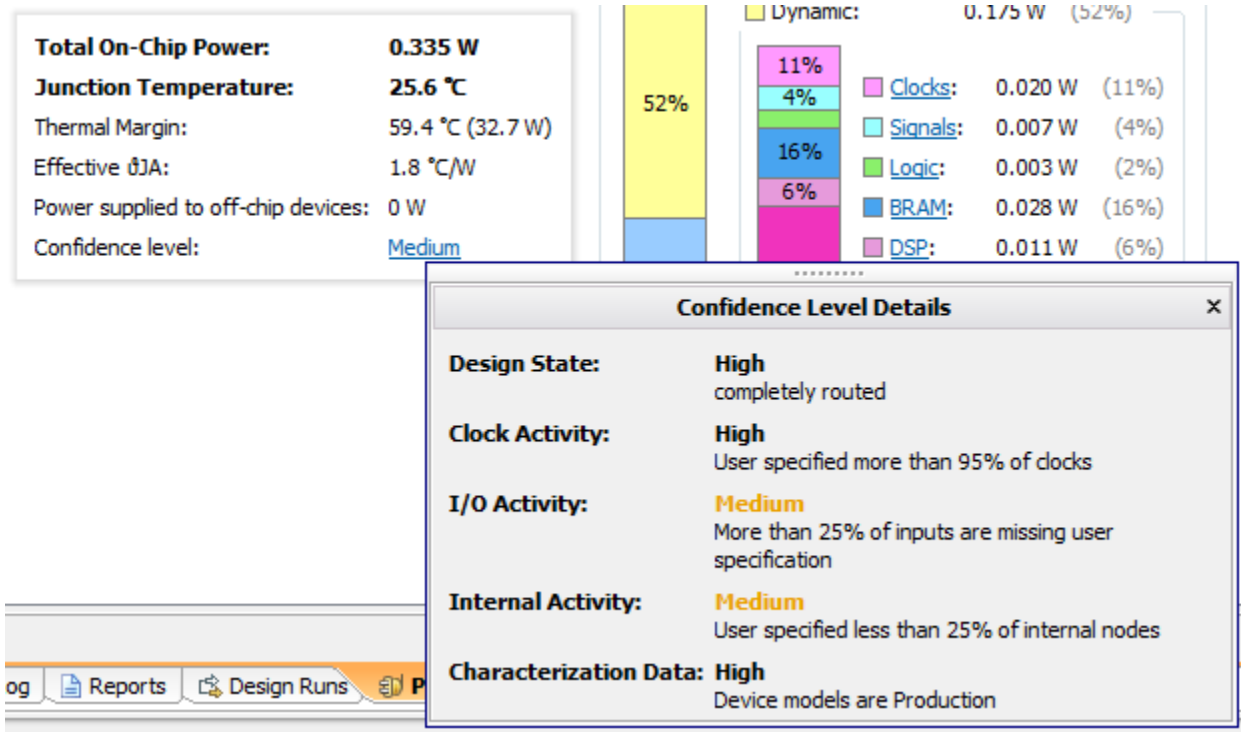 Dynamic: 0.175 W (52%)
Total On-Chip Power: 0.335 W
Junction Temperature: 25.6 °C
Thermal Margin: 59.4 °C (32.7 W)
Effective ϑJA: 1.8 °C/W
Power supplied to off-chip devices: 0 W
Confidence level: Medium
52%
11%
4%
16%
6%
Clocks: 0.020 W (11%)
Signals: 0.007 W (4%)
Logic: 0.003 W (2%)
BRAM: 0.028 W (16%)
DSP: 0.011 W (6%)
Confidence Level Details x
Design State: High
completely routed
Clock Activity: High
User specified more than 95% of clocks
I/O Activity: Medium
More than 25% of inputs are missing user
specification
Internal Activity: Medium
User specified less than 25% of internal nodes
Characterization Data: High
Device models are Production
og Reports Design Runs P